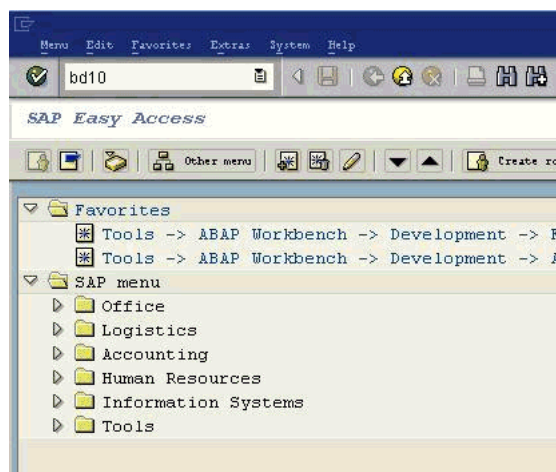 Menu Edit Favorites Extras System Help
bd10
SAP Easy Access
Other menu Create
Favorites
Tools -> ABAP Workbench -> Development ->
Tools -> ABAP Workbench -> Development ->
SAP menu
Office
Logistics
Accounting
Human Resources
Information Systems
Tools